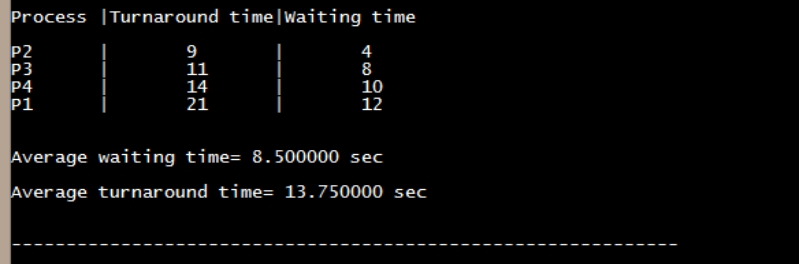 Process |Turnaround time|Waiting time
P2 | 9 | 4
P3 | 11 | 8
P4 | 14 | 10
P1 | 21 | 12
Average waiting time= 8.500000 sec
Average turnaround time= 13.750000 sec
-------------------------------------------------------------